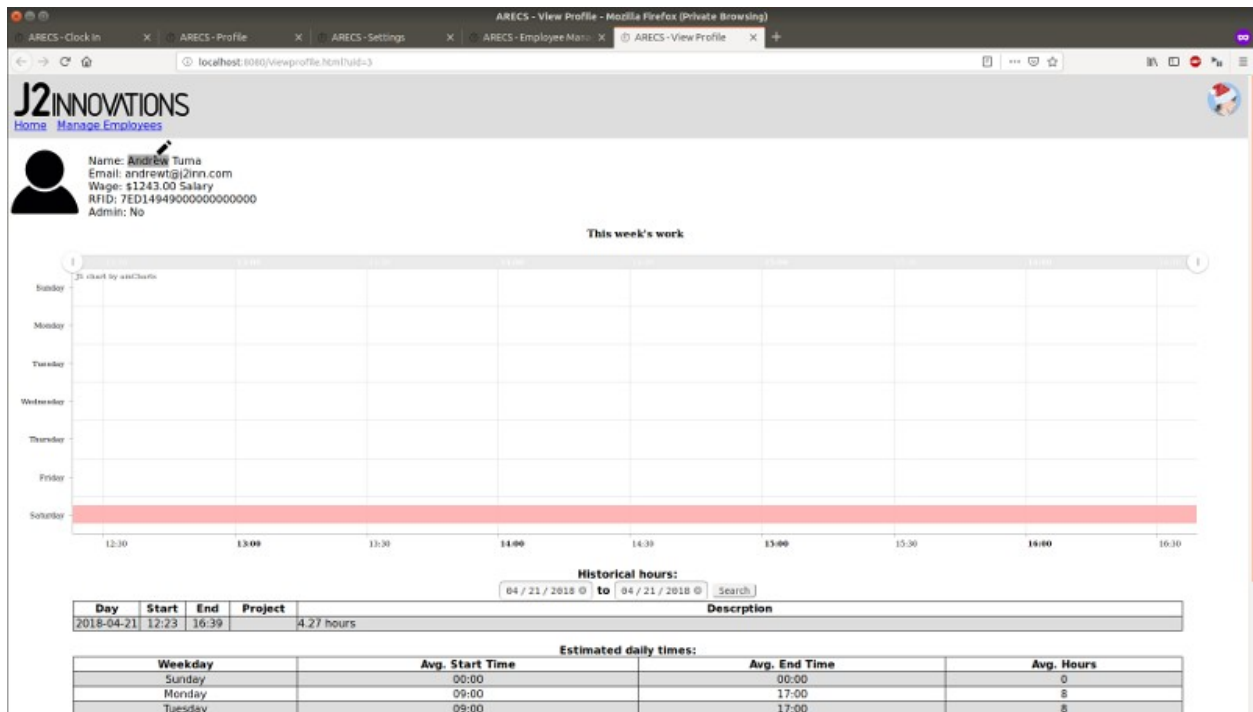 ARECS - View Profile - Mozilla Firefox (Private Browsing)
ARECS - Clock In ARECS - Profile ARECS - Settings ARECS - Employee Mana ARECS - View Profile
localhost:8080/viewprofile.html?uid=3
J2INNOVATIONS
Home Manage Employees
Name: Andrew Tuma
Email: andrewt@j2inn.com
Wage: $1243.00 Salary
RFID: 7ED14949000000000000
Admin: No
This week's work
JS chart by amCharts
Sunday
Monday
Tuesday
Wednesday
Thursday
Friday
Saturday
12:30 13:00 13:30 14:00 14:30 15:00 15:30 16:00 16:30
Historical hours:
04 / 21 / 2018 to 04 / 21 / 2018 Search
Day Start End Project Descrption
2018-04-21 12:23 16:39 4.27 hours
Estimated daily times:
Weekday Avg. Start Time Avg. End Time Avg. Hours
Sunday 00:00 00:00 0
Monday 09:00 17:00 8
Tuesday 09:00 17:00 8